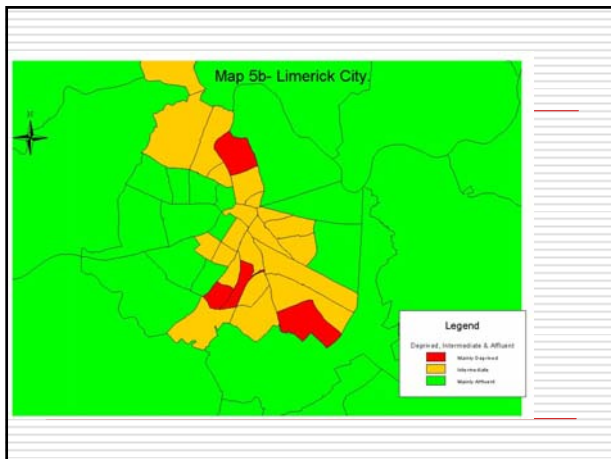 Map 5b- Limerick City.
N
Legend
Deprived, Intermediate & Affluent
Mainly Deprived
Intermediate
Mainly Affluent